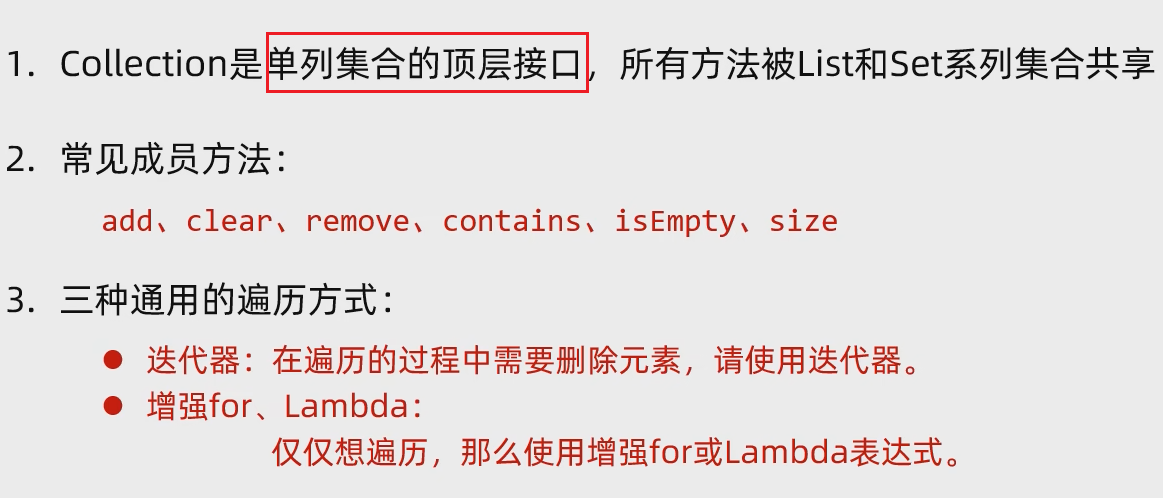 1. Collection是单列集合的顶层接口，所有方法被List和Set系列集合共享
2. 常见成员方法：
add、clear、remove、contains、isEmpty、size
3. 三种通用的遍历方式：
● 迭代器：在遍历的过程中需要删除元素，请使用迭代器。
● 增强for、Lambda：
仅仅想遍历，那么使用增强for或Lambda表达式。